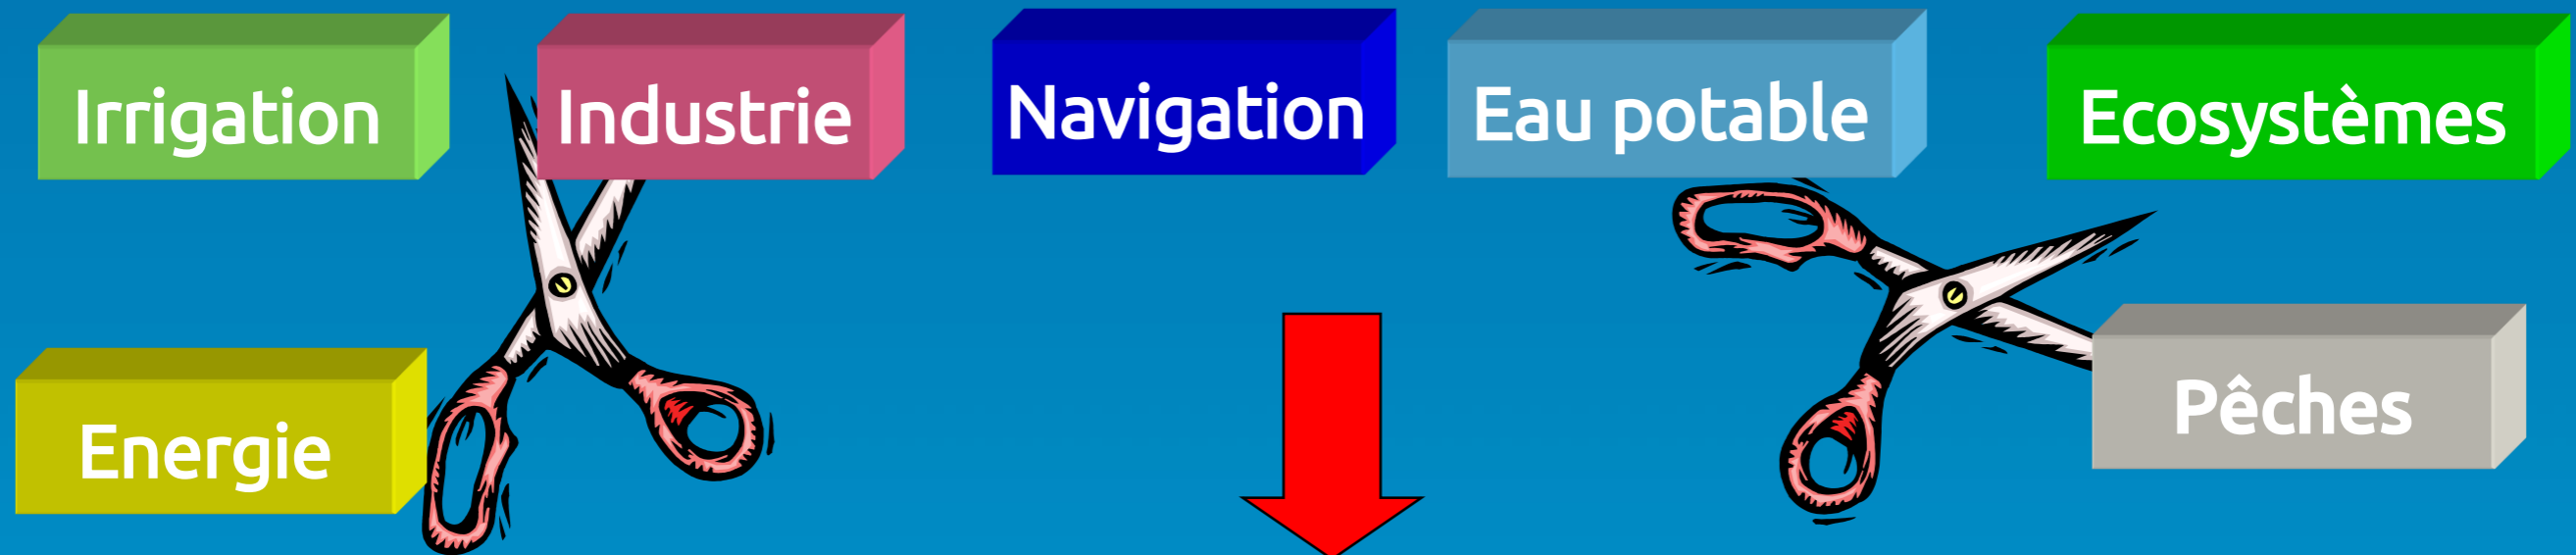 Irrigation
Industrie
Navigation
Eau potable
Ecosystèmes
Energie
Pêches